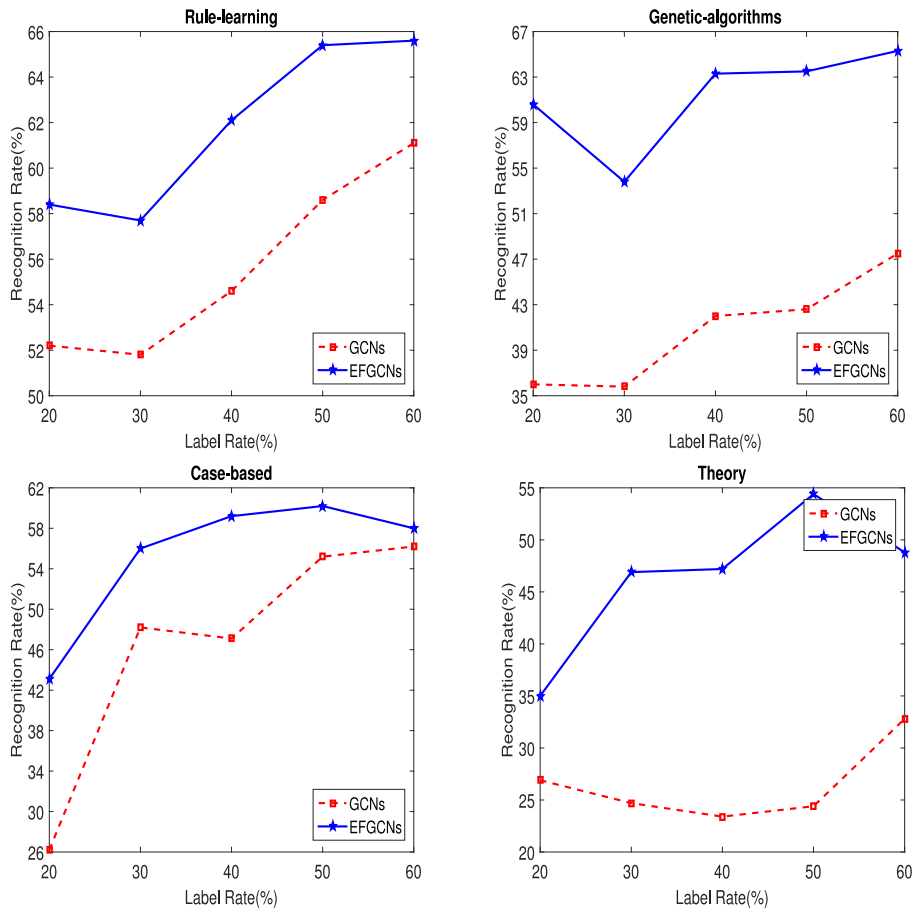 Rule-learning
66
64
62
60
58
56
54
52
50
Recognition Rate(%)
20 30 40 50 60
Label Rate(%)
GCNs
EFGCNs
Genetic-algorithms
67
63
59
55
51
47
43
39
35
Recognition Rate(%)
20 30 40 50 60
Label Rate(%)
GCNs
EFGCNs
Case-based
62
58
54
50
46
42
38
34
30
26
Recognition Rate(%)
20 30 40 50 60
Label Rate(%)
GCNs
EFGCNs
Theory
55
50
45
40
35
30
25
20
Recognition Rate(%)
20 30 40 50 60
Label Rate(%)
GCNs
EFGCNs